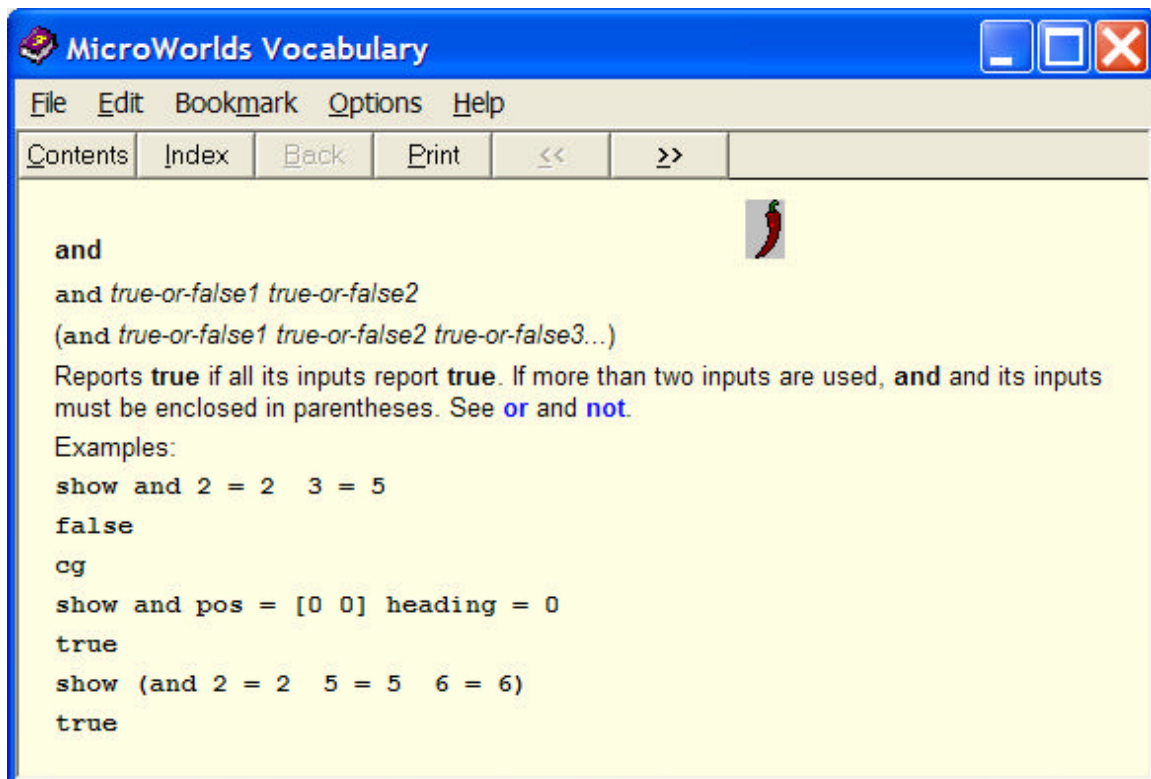 MicroWorlds Vocabulary
File Edit Bookmark Options Help
Contents Index Back Print << >>
and
and true-or-false1 true-or-false2
(and true-or-false1 true-or-false2 true-or-false3...)
Reports true if all its inputs report true. If more than two inputs are used, and and its inputs
must be enclosed in parentheses. See or and not.
Examples:
show and 2 = 2  3 = 5
false
cg
show and pos = [0 0] heading = 0
true
show (and 2 = 2  5 = 5  6 = 6)
true